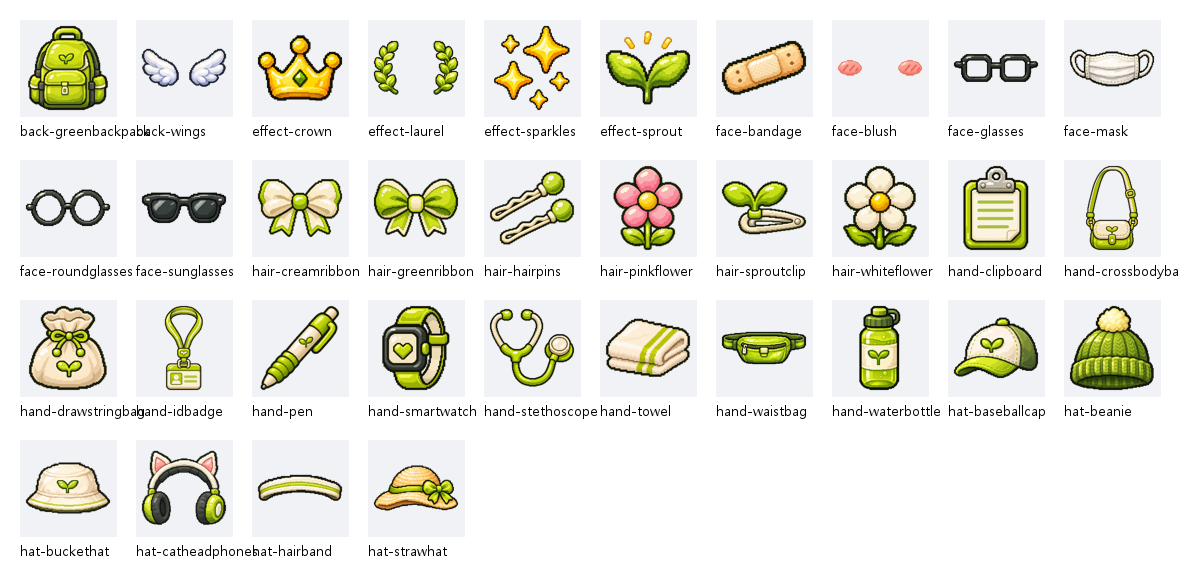 back-greenbackpack back-wings effect-crown effect-laurel effect-sparkles effect-sprout face-bandage face-blush face-glasses face-mask
face-roundglasses face-sunglasses hair-creamribbon hair-greenribbon hair-hairpins hair-pinkflower hair-sproutclip hair-whiteflower hand-clipboard hand-crossbodyba
hand-drawstringbag hand-idbadge hand-pen hand-smartwatch hand-stethoscope hand-towel hand-waistbag hand-waterbottle hat-baseballcap hat-beanie
hat-buckethat hat-catheadphones hat-hairband hat-strawhat